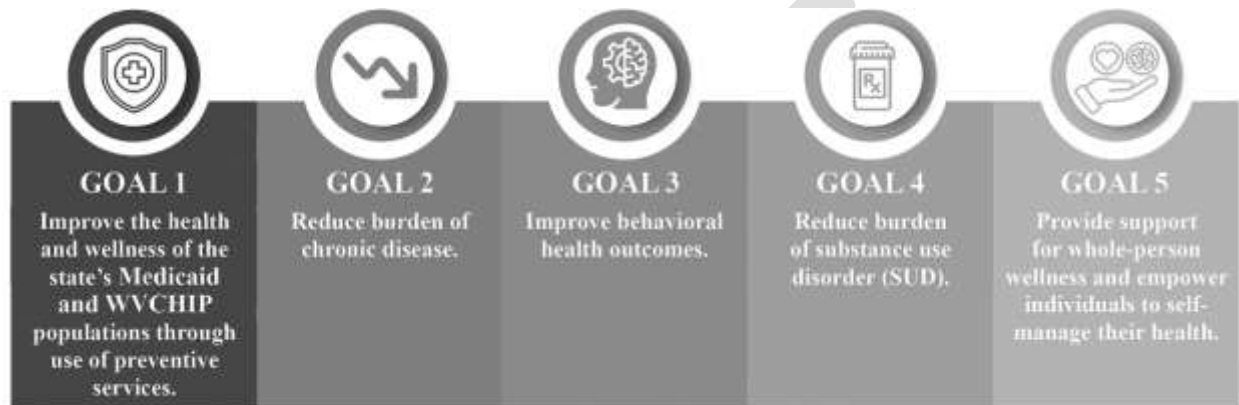 GOAL 1
Improve the health
and wellness of the
state's Medicaid
and WVCHIP
populations through
use of preventive
services.
GOAL 2
Reduce burden of
chronic disease.
GOAL 3
Improve behavioral
health outcomes.
Rx
GOAL 4
Reduce burden
of substance use
disorder (SUD).
GOAL 5
Provide support
for whole-person
wellness and empower
individuals to self-
manage their health.